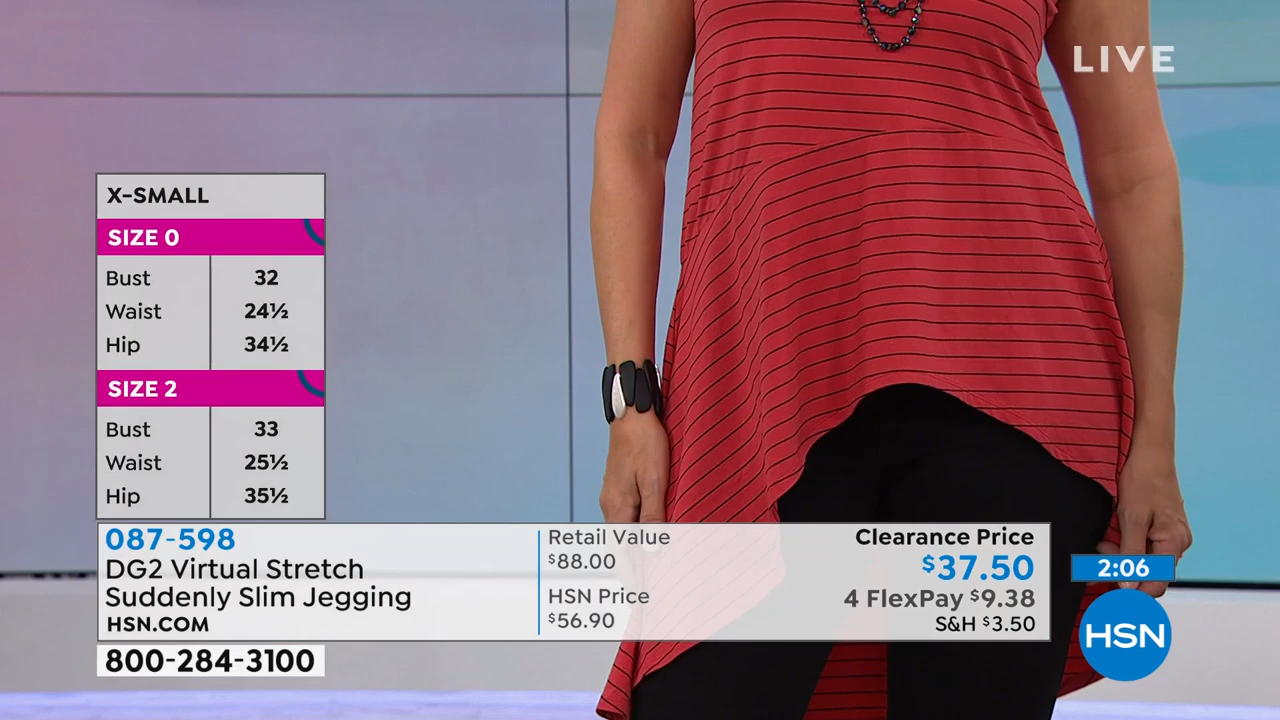 LIVE
X-SMALL
SIZE 0
Bust 32
Waist 24½
Hip 34½
SIZE 2
Bust 33
Waist 25½
Hip 35½
087-598
DG2 Virtual Stretch
Suddenly Slim Jegging
HSN.COM
Retail Value
$88.00
HSN Price
$56.90
Clearance Price
$37.50
4 FlexPay $9.38
S&H $3.50
2:06
HSN
800-284-3100